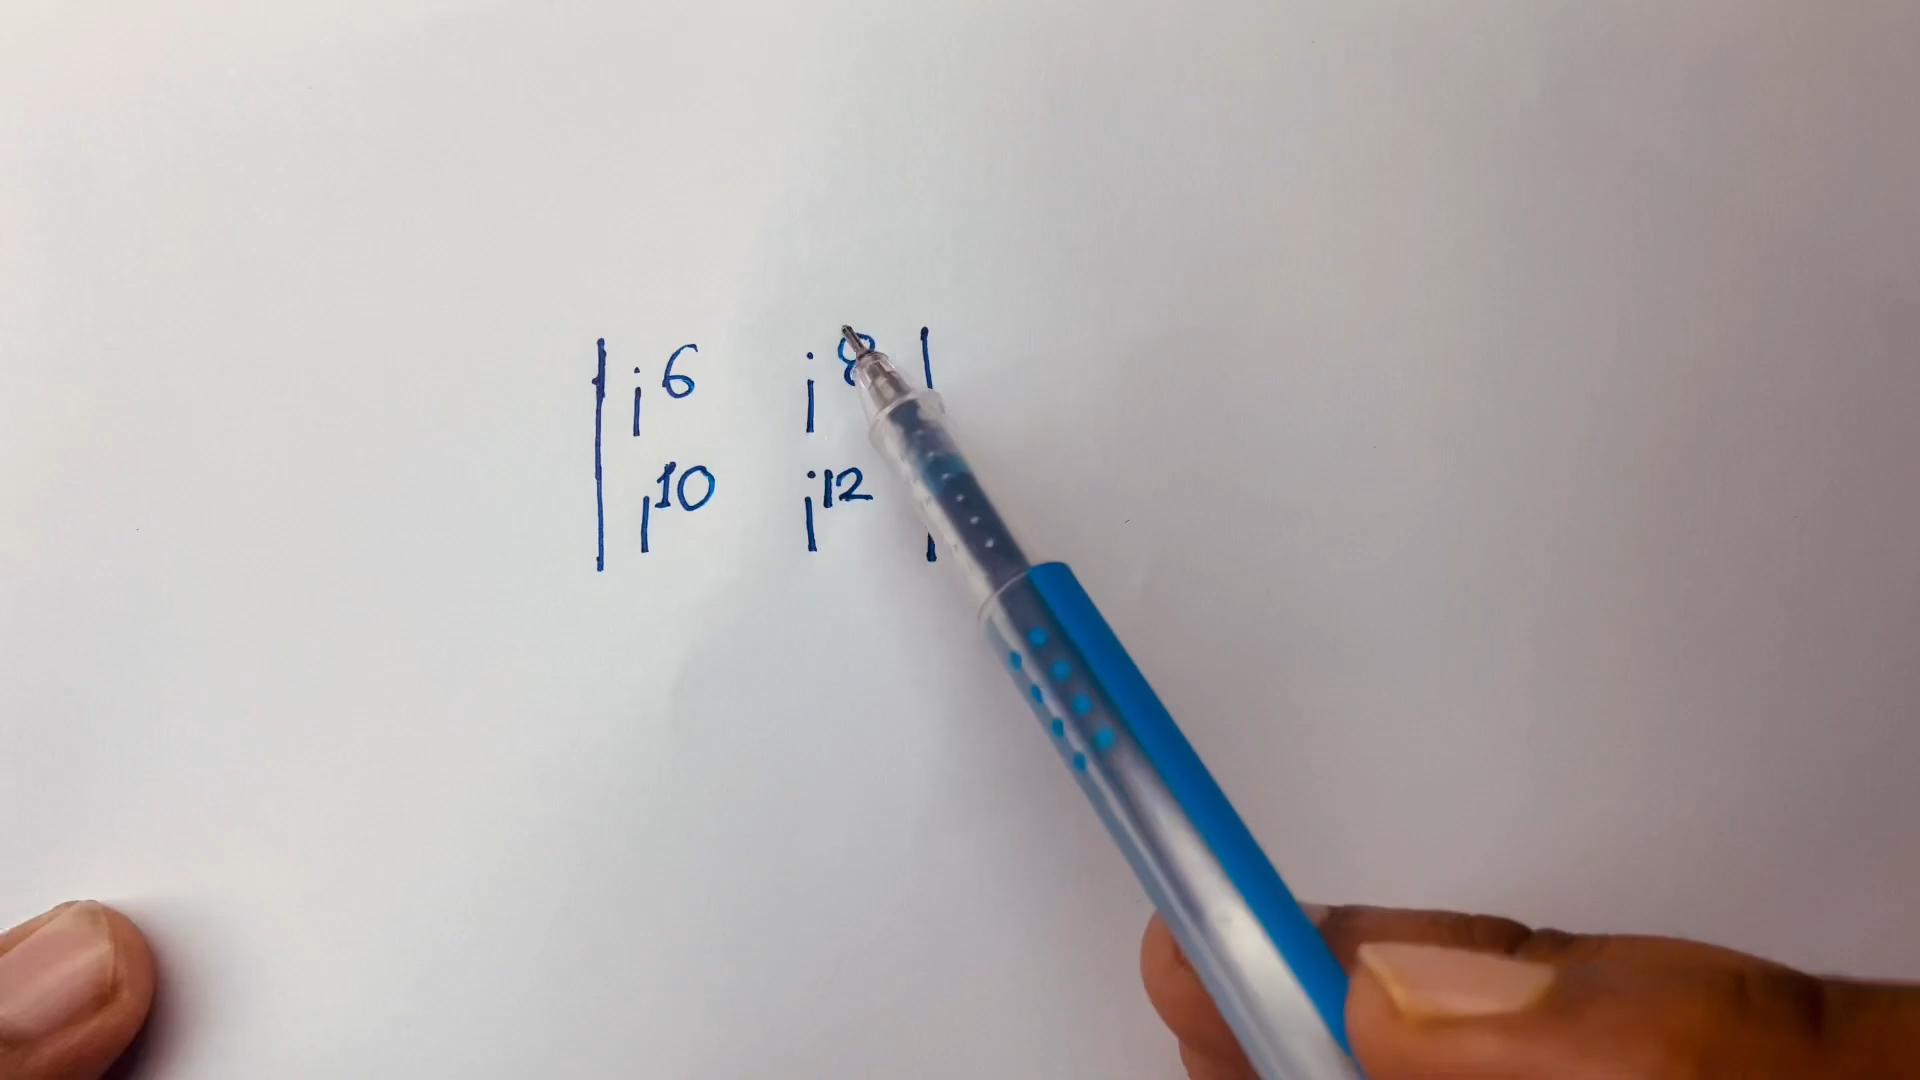 | i⁶ i⁸ |
| i¹⁰ i¹² |